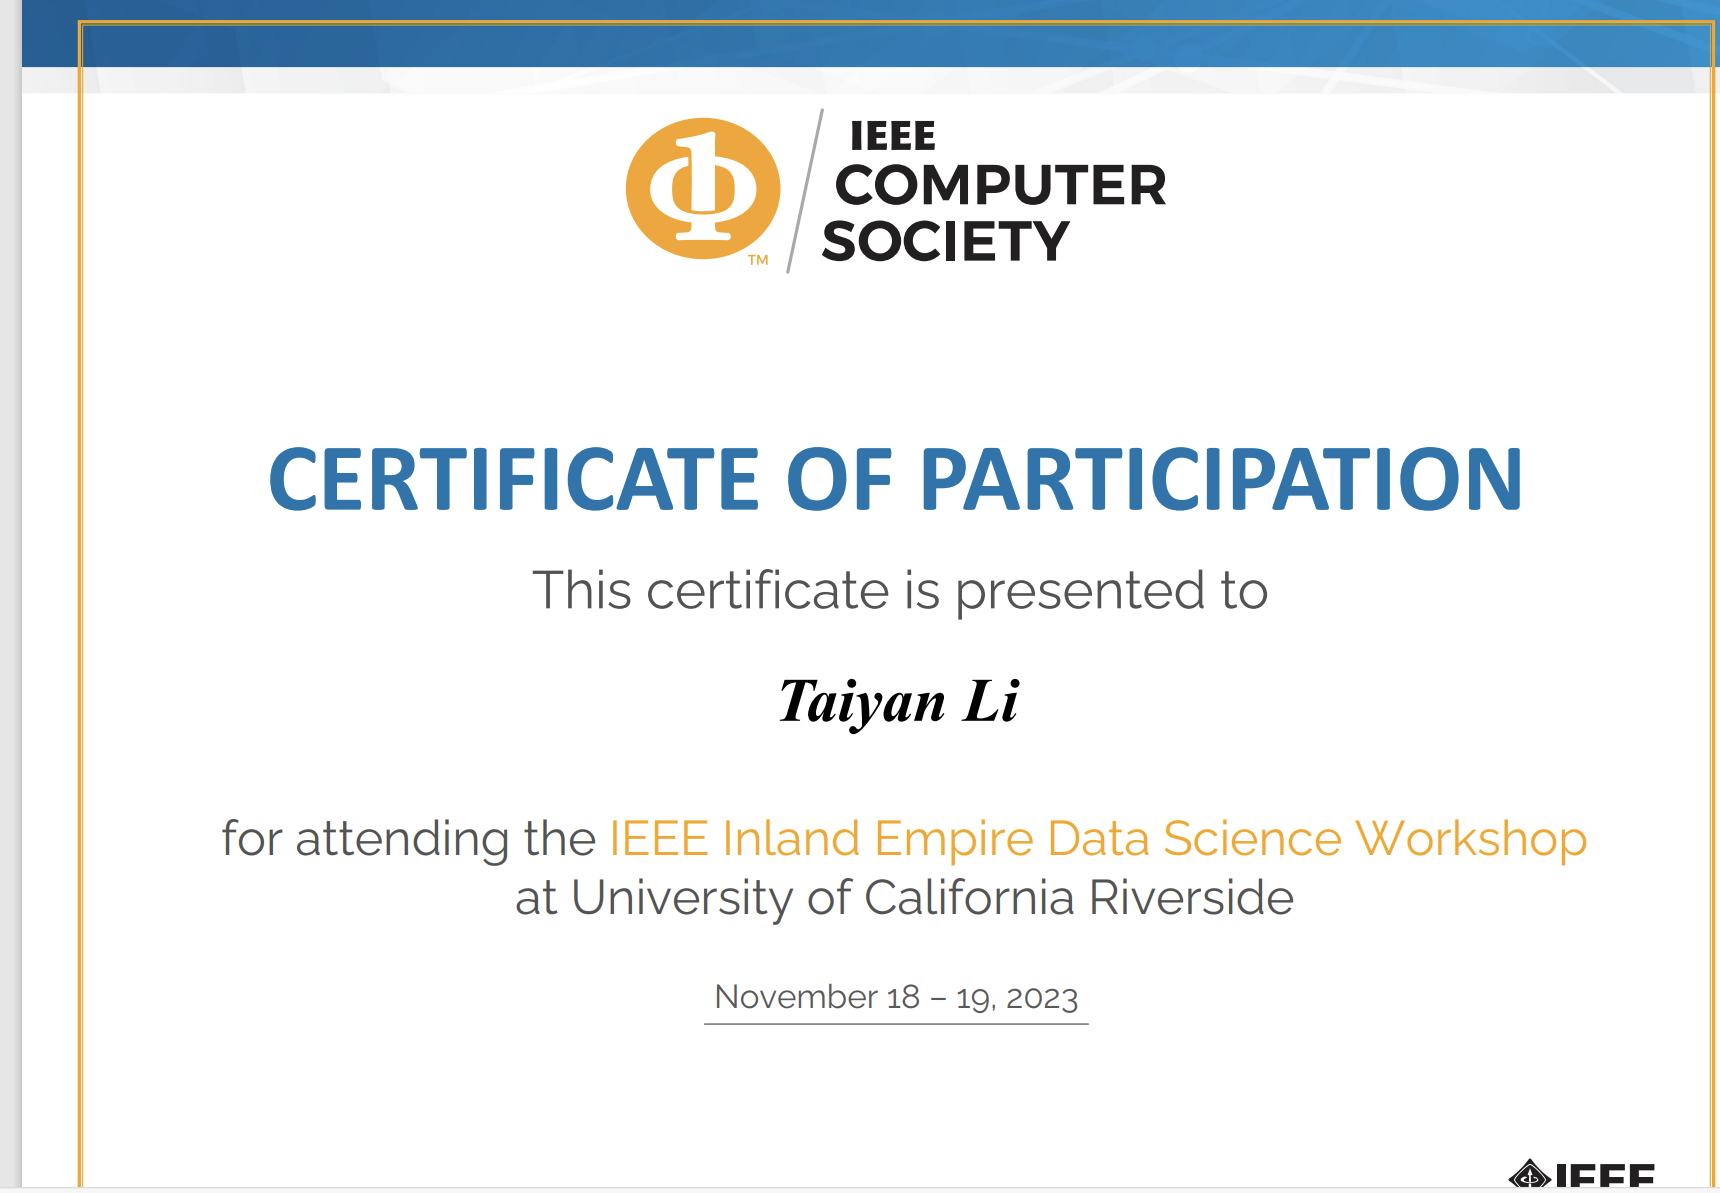 IEEE
COMPUTER
SOCIETY
TM
CERTIFICATE OF PARTICIPATION
This certificate is presented to
Taiyan Li
for attending the IEEE Inland Empire Data Science Workshop
at University of California Riverside
November 18 – 19, 2023
IEEE